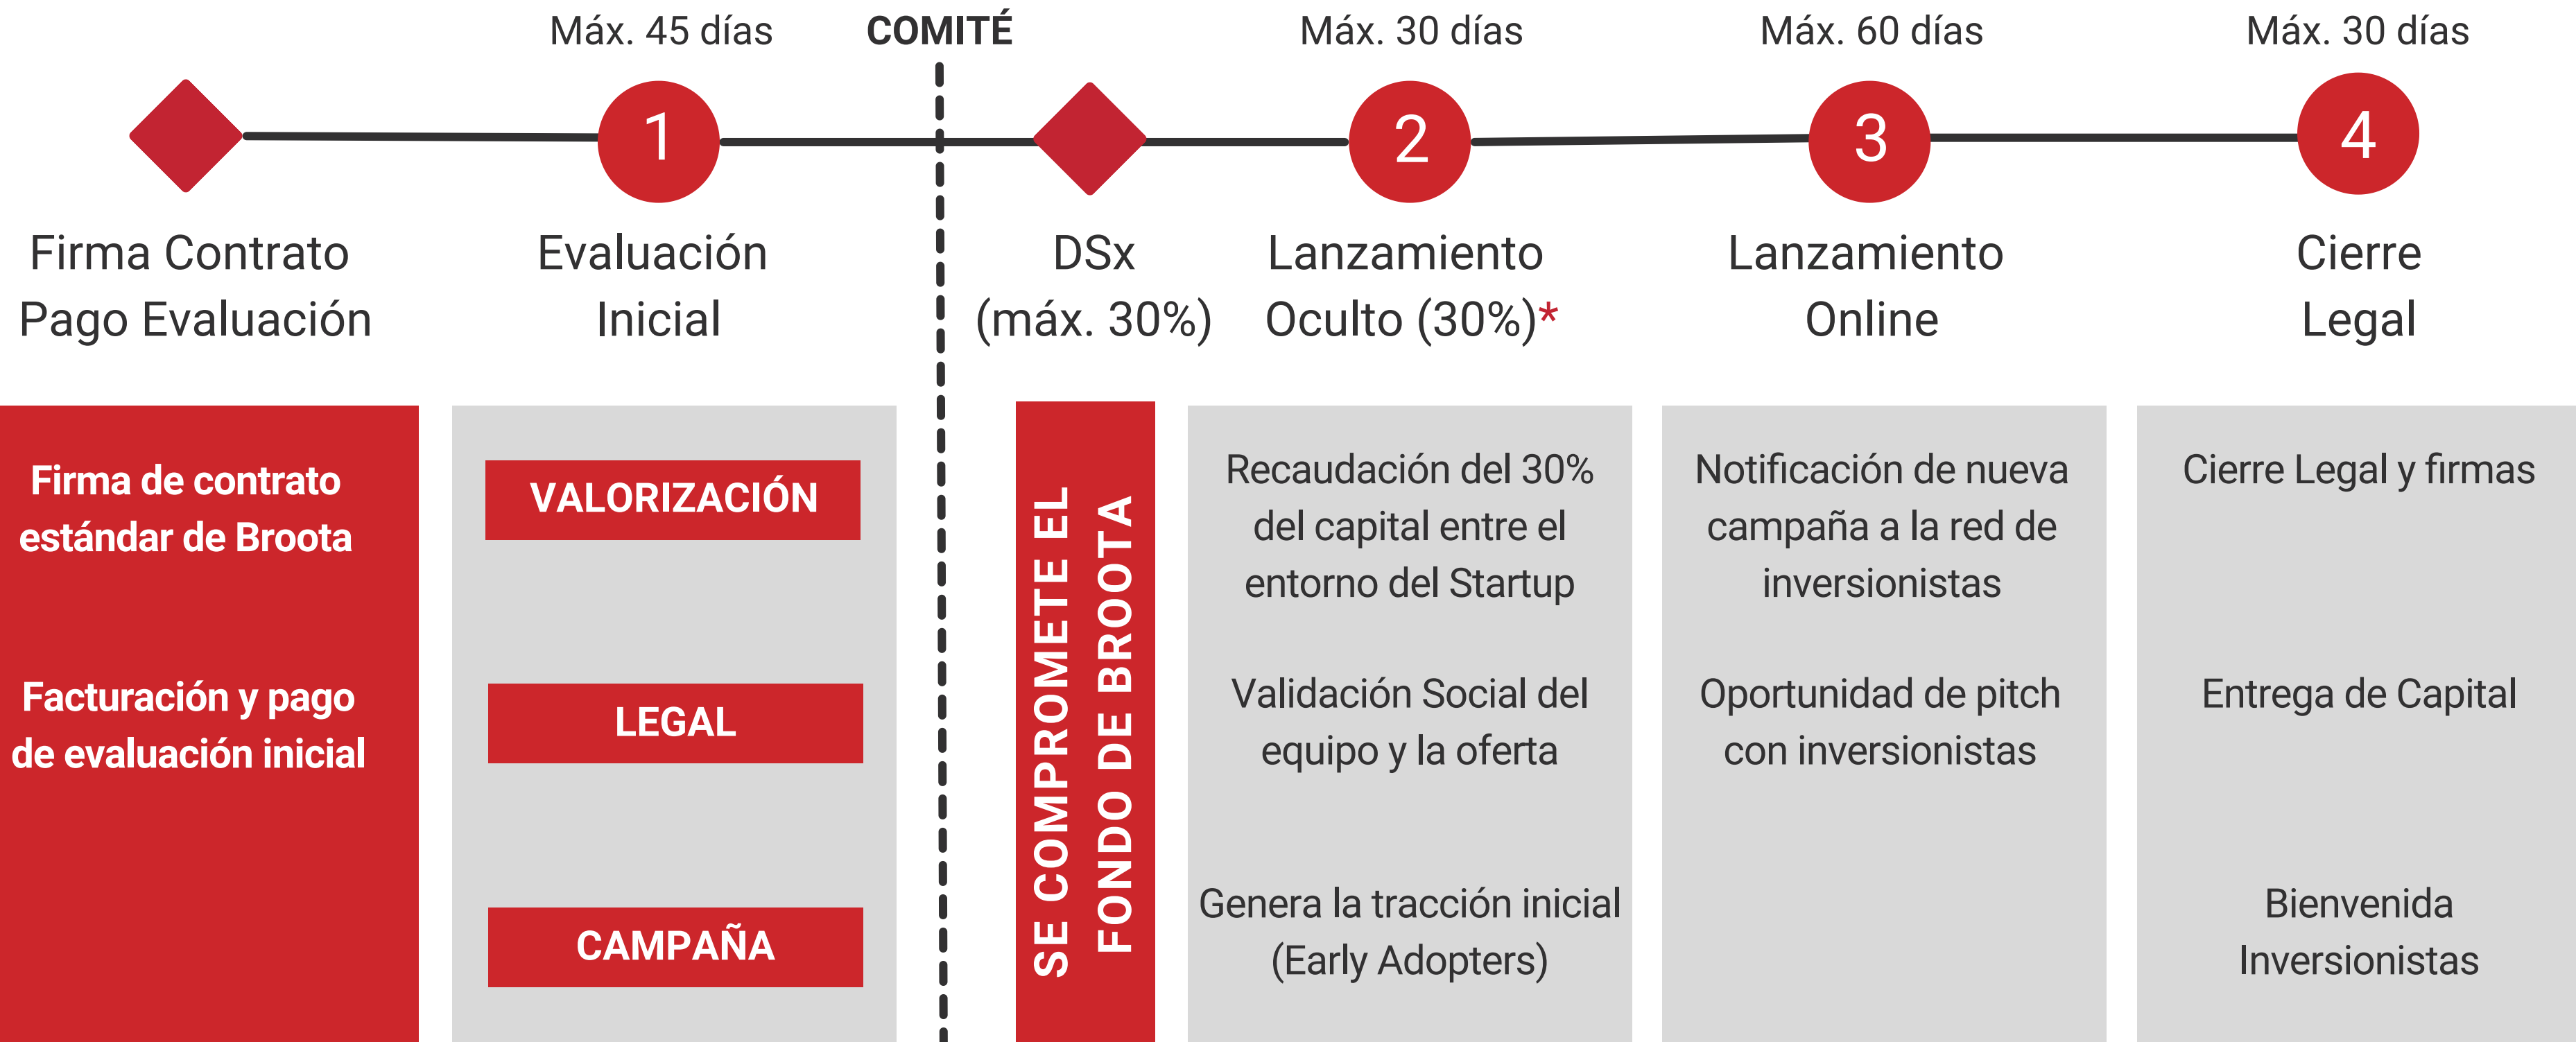 Máx. 45 días
COMITÉ
Máx. 30 días
Máx. 60 días
Máx. 30 días
1
2
3
4
Firma Contrato
Pago Evaluación
Evaluación
Inicial
DSx
(máx. 30%)
Lanzamiento
Oculto (30%)*
Lanzamiento
Online
Cierre
Legal
Firma de contrato
estándar de Broota
Facturación y pago
de evaluación inicial
VALORIZACIÓN
LEGAL
CAMPAÑA
SE COMPROMETE EL
FONDO DE BROOTA
Recaudación del 30%
del capital entre el
entorno del Startup
Validación Social del
equipo y la oferta
Genera la tracción inicial
(Early Adopters)
Notificación de nueva
campaña a la red de
inversionistas
Oportunidad de pitch
con inversionistas
Cierre Legal y firmas
Entrega de Capital
Bienvenida
Inversionistas